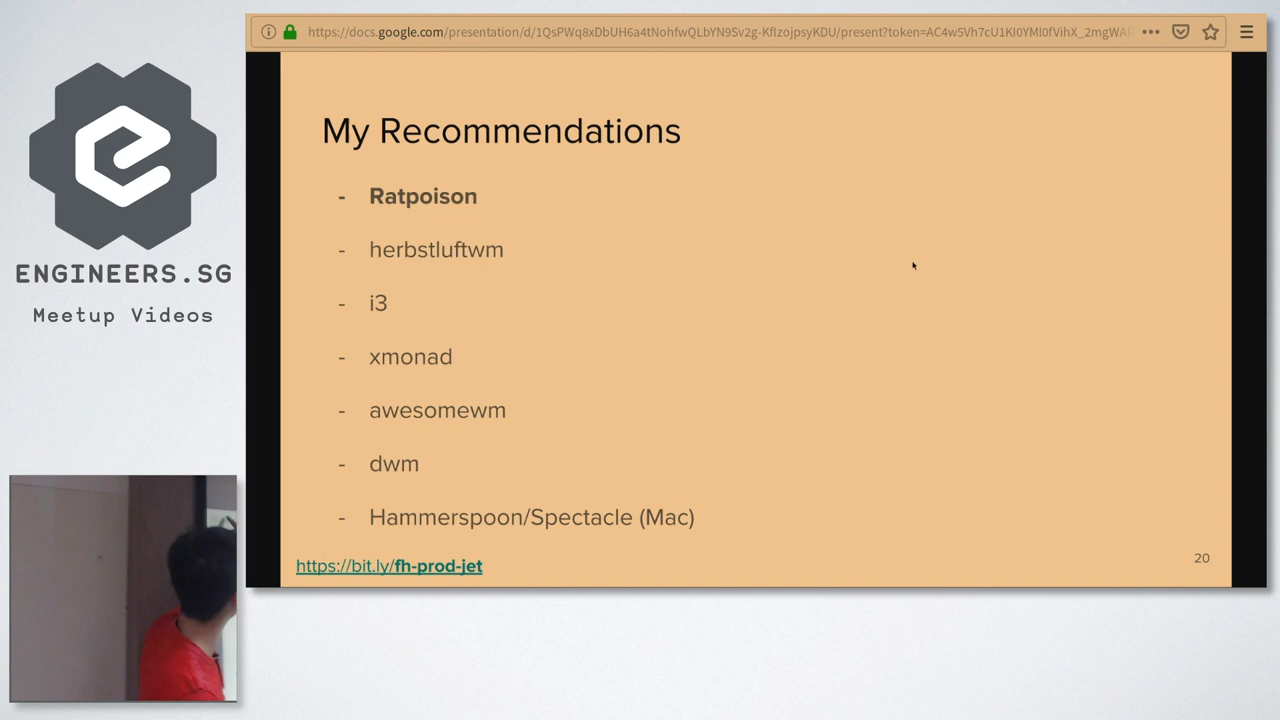 https://docs.google.com/presentation/d/1QsPWq8xDbUH6a4tNohfwQLbYN9Sv2g-KfIzojpsyKDU/present?token=AC4w5Vh7cU1KI0YMl0fVihX_2mgWAF
My Recommendations
- Ratpoison
- herbstluftwm
- i3
- xmonad
- awesomewm
- dwm
- Hammerspoon/Spectacle (Mac)
https://bit.ly/fh-prod-jet
20
ENGINEERS.SG
Meetup Videos